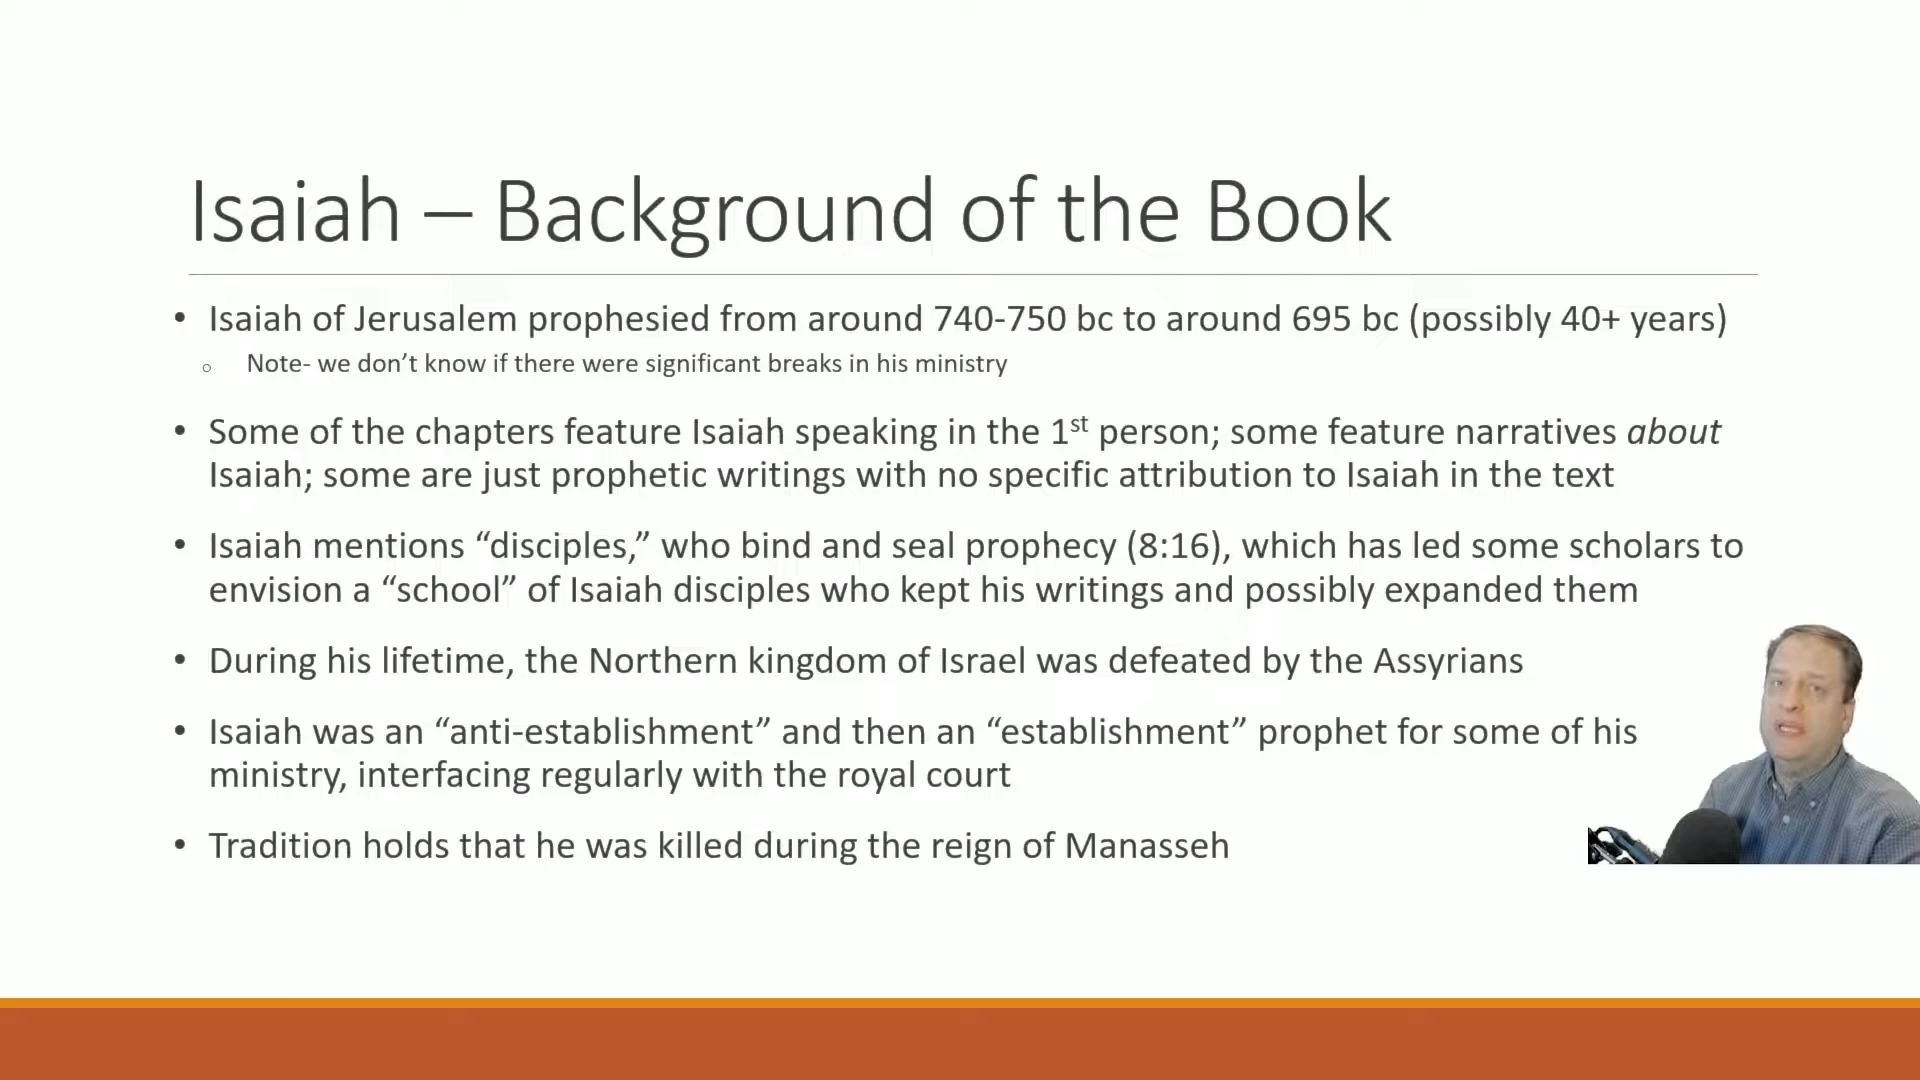 Isaiah – Background of the Book
• Isaiah of Jerusalem prophesied from around 740-750 bc to around 695 bc (possibly 40+ years)
o Note- we don’t know if there were significant breaks in his ministry
• Some of the chapters feature Isaiah speaking in the 1st person; some feature narratives about
Isaiah; some are just prophetic writings with no specific attribution to Isaiah in the text
• Isaiah mentions “disciples,” who bind and seal prophecy (8:16), which has led some scholars to
envision a “school” of Isaiah disciples who kept his writings and possibly expanded them
• During his lifetime, the Northern kingdom of Israel was defeated by the Assyrians
• Isaiah was an “anti-establishment” and then an “establishment” prophet for some of his
ministry, interfacing regularly with the royal court
• Tradition holds that he was killed during the reign of Manasseh